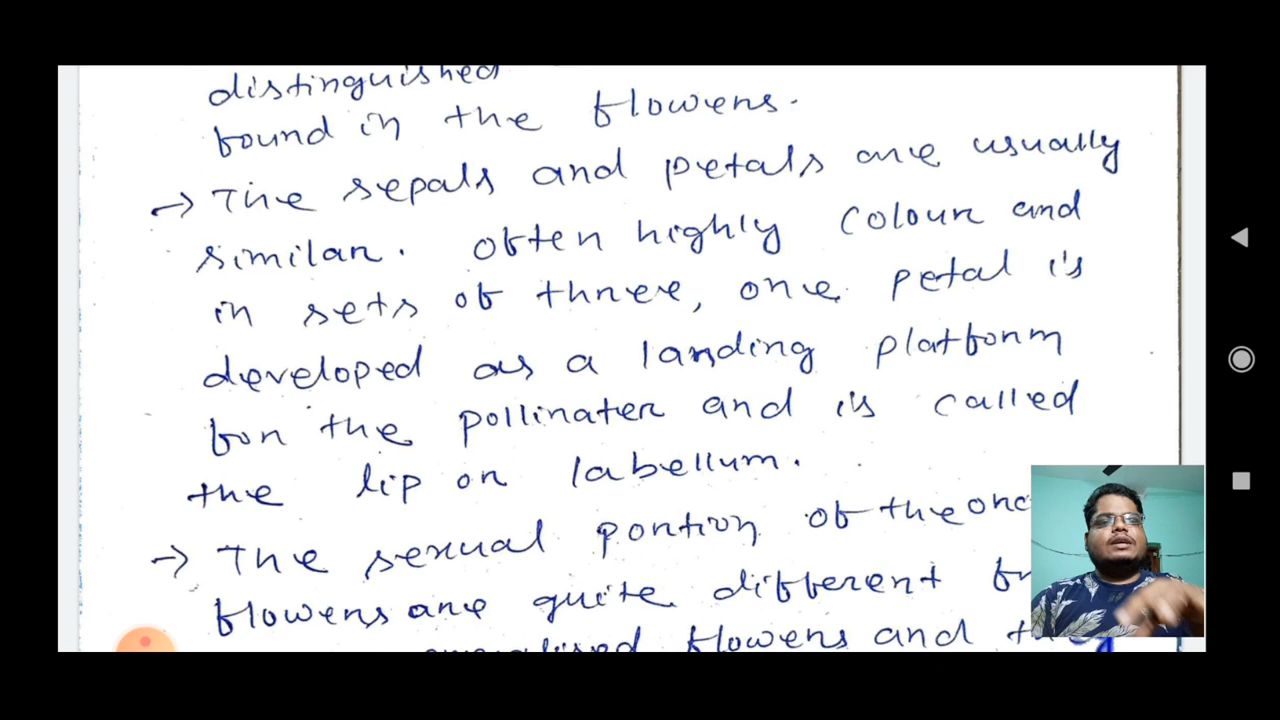 distinguished
found in the flowers.
→ The sepals and petals are usually
similar. often highly colour and
in sets of three, one petal is
developed as a landing platform
for the pollinater and is called
the lip or labellum.
→ The sexual portion of the
flowers are quite different
flowers and